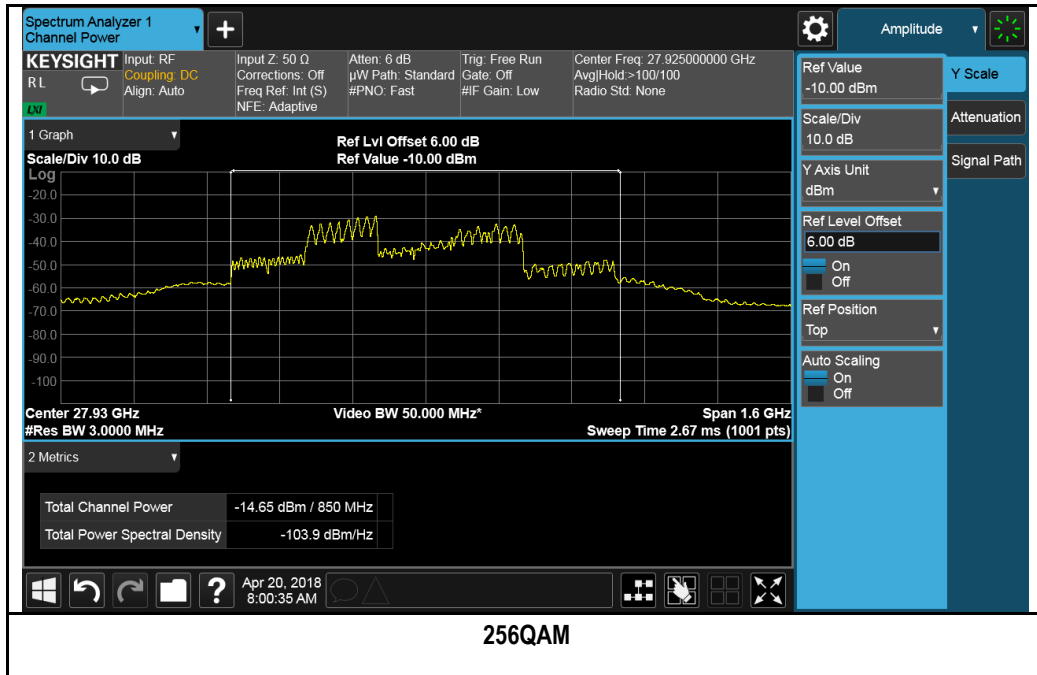 Spectrum Analyzer 1
Channel Power
+
Amplitude
KEYSIGHT
RL
LXI
Input: RF
Coupling: DC
Align: Auto
Input Z: 50 Ω
Corrections: Off
Freq Ref: Int (S)
NFE: Adaptive
Atten: 6 dB
µW Path: Standard
#PNO: Fast
Trig: Free Run
Gate: Off
#IF Gain: Low
Center Freq: 27.925000000 GHz
Avg|Hold:>100/100
Radio Std: None
1 Graph
Scale/Div 10.0 dB
Ref Lvl Offset 6.00 dB
Ref Value -10.00 dBm
Log
-20.0
-30.0
-40.0
-50.0
-60.0
-70.0
-80.0
-90.0
-100
Center 27.93 GHz
#Res BW 3.0000 MHz
Video BW 50.000 MHz*
Span 1.6 GHz
Sweep Time 2.67 ms (1001 pts)
2 Metrics
Total Channel Power -14.65 dBm / 850 MHz
Total Power Spectral Density -103.9 dBm/Hz
?
Apr 20, 2018
8:00:35 AM
Ref Value
-10.00 dBm
Scale/Div
10.0 dB
Y Axis Unit
dBm
Ref Level Offset
6.00 dB
On
Off
Ref Position
Top
Auto Scaling
On
Off
Y Scale
Attenuation
Signal Path
256QAM